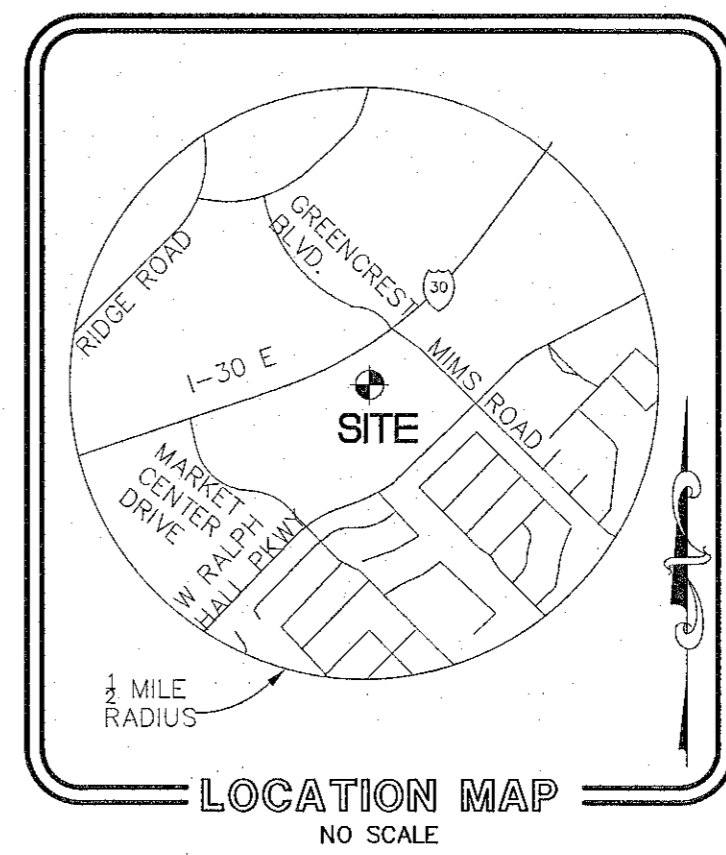 GREENCREST
BLVD.
RIDGE ROAD
30
I-30 E
MIMS ROAD
SITE
MARKET
CENTER
DRIVE
W RALPH
HALL PKWY
½ MILE
RADIUS
LOCATION MAP
NO SCALE